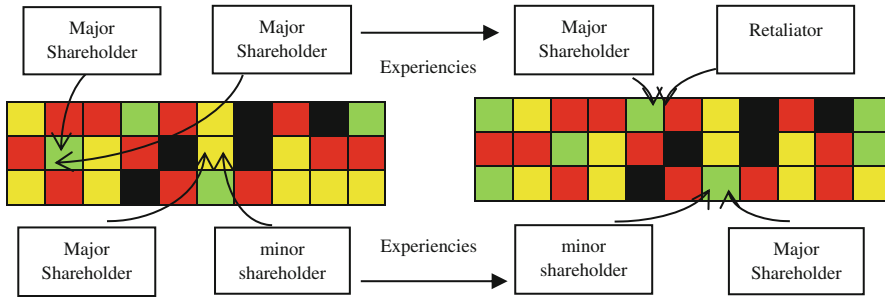 Major
Shareholder
Major
Shareholder
Experiencies
Major
Shareholder
Retaliator
Major
Shareholder
minor
shareholder
Experiencies
minor
shareholder
Major
Shareholder